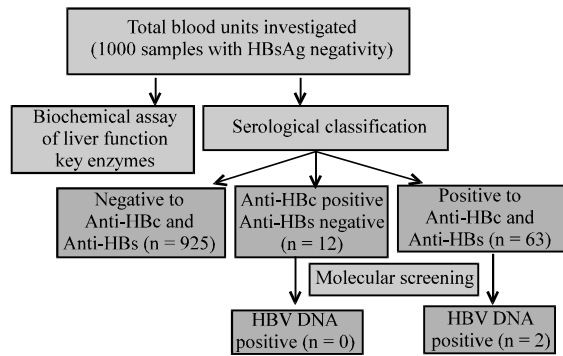 Total blood units investigated
(1000 samples with HBsAg negativity)
Biochemical assay
of liver function
key enzymes
Serological classification
Negative to
Anti-HBc and
Anti-HBs (n = 925)
Anti-HBc positive
Anti-HBs negative
(n = 12)
Positive to
Anti-HBc and
Anti-HBs (n = 63)
Molecular screening
HBV DNA
positive (n = 0)
HBV DNA
positive (n = 2)